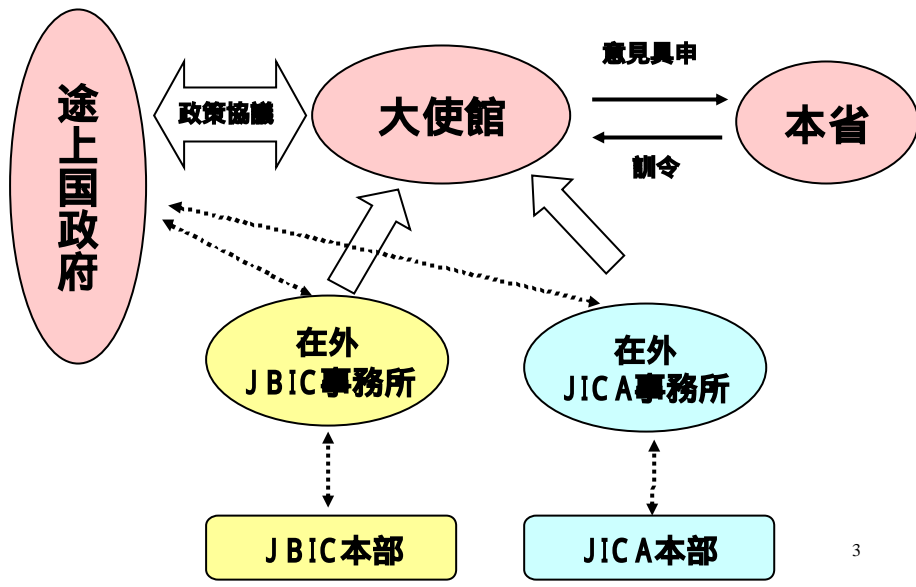 途上国政府
政策協議
大使館
意見具申
訓令
本省
在外
JBIC事務所
在外
JICA事務所
JBIC本部
JICA本部
3